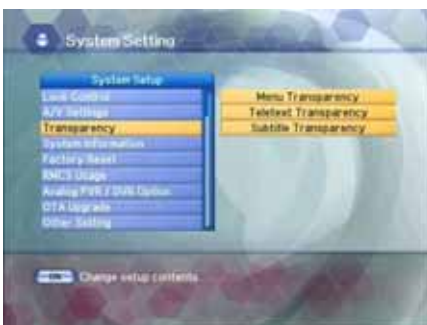 System Setting
System Setup
Lock Control
A/V Settings
Transparency
System Information
Factory Reset
Usage
Analog PVR / DVR Option
OTA Upgrade
Other Setting
Menu Transparency
Teletext Transparency
Subtitle Transparency
Change setup contents